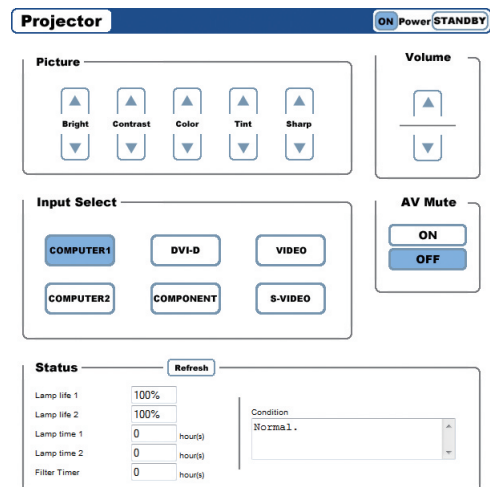 Projector ON Power STANDBY
Picture
Bright Contrast Color Tint Sharp
Volume
Input Select
COMPUTER1 DVI-D VIDEO
COMPUTER2 COMPONENT S-VIDEO
AV Mute
ON
OFF
Status Refresh
Lamp life 1 100%
Lamp life 2 100%
Lamp time 1 0 hour(s)
Lamp time 2 0 hour(s)
Filter Timer 0 hour(s)
Condition
Normal.